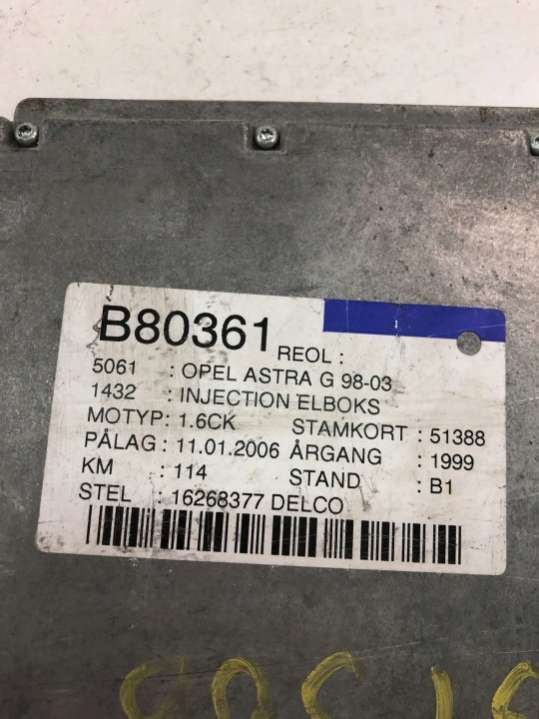 B80361 REOL :
5061 : OPEL ASTRA G 98-03
1432 : INJECTION ELBOKS
MOTYP : 1.6CK STAMKORT : 51388
PÅLAG : 11.01.2006 ÅRGANG : 1999
KM : 114 STAND : B1
STEL : 16268377 DELCO